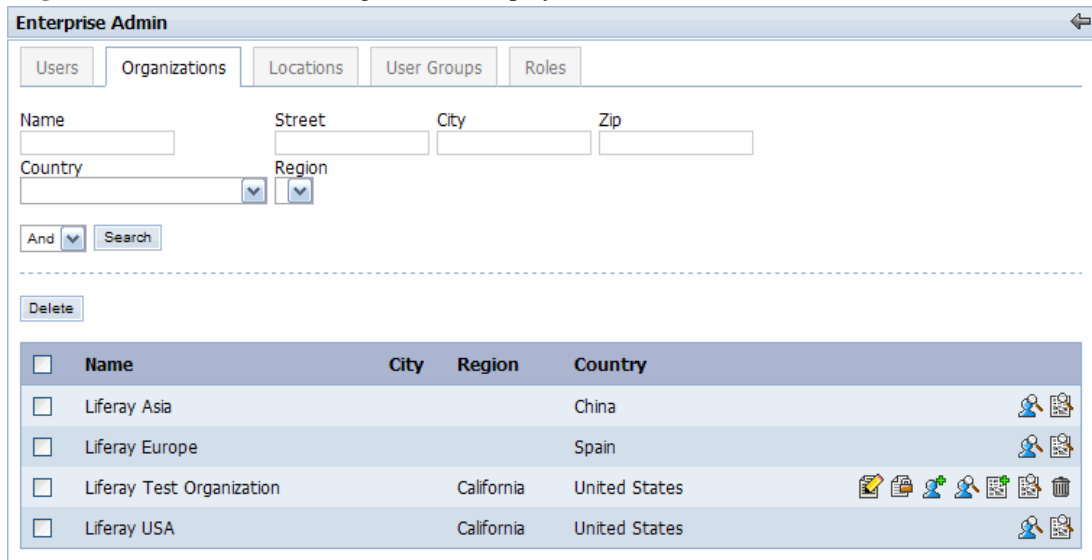 Enterprise Admin
Users Organizations Locations User Groups Roles
Name Street City Zip
Country Region
And Search
Delete
Name City Region Country
Liferay Asia China
Liferay Europe Spain
Liferay Test Organization California United States
Liferay USA California United States